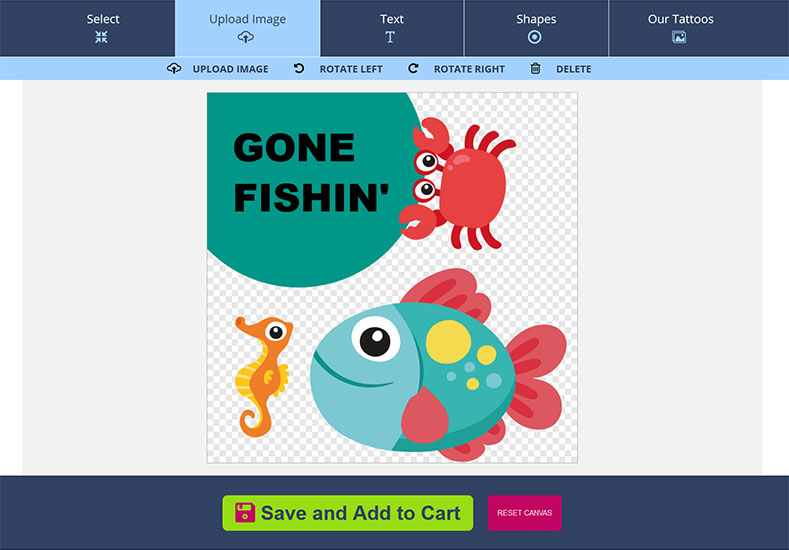 Select
Upload Image
Text
Shapes
Our Tattoos
UPLOAD IMAGE
ROTATE LEFT
ROTATE RIGHT
DELETE
GONE
FISHIN'
Save and Add to Cart
RESET CANVAS